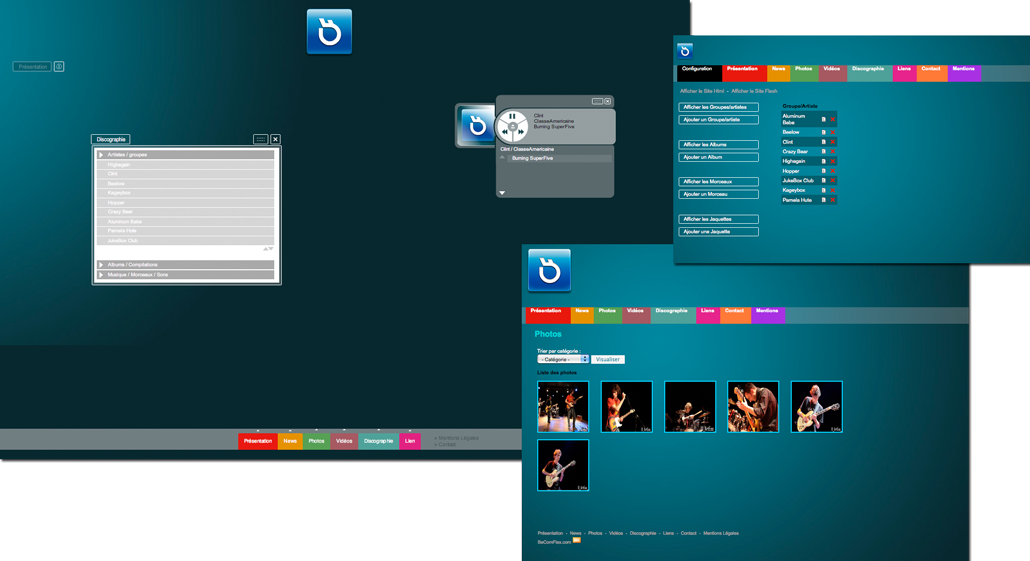 Présentation
Discographie
Artistes / groupes
Highagain
Clint
Beslow
Kageybox
Hopper
Crazy Beer
Aluminum Babe
Pamela Hute
JukeBox Club
Albums / Compilations
Musique / Morceaux / Sons
Clint
ClasseAmericaine
Burning SuperFive
Clint / ClasseAmericaine
Burning SuperFive
Présentation News Photos Vidéos Discographie Lien
> Mentions Légales
> Contact
Configuration Présentation News Photos Vidéos Discographie Liens Contact Mentions
Afficher le Site Html - Afficher le Site Flash
Afficher les Groupes/artistes
Ajouter un Groupe/artiste
Afficher les Albums
Ajouter un Album
Afficher les Morceaux
Ajouter un Morceau
Afficher les Jaquettes
Ajouter une Jaquette
Groupe/Artiste
Aluminum
Babe
Beslow
Clint
Crazy Beer
Highagain
Hopper
JukeBox Club
Kageybox
Pamela Hute
Présentation News Photos Vidéos Discographie Liens Contact Mentions
Photos
Trier par catégorie :
- Catégorie - Visualiser
Liste des photos
Présentation - News - Photos - Vidéos - Discographie - Liens - Contact - Mentions Légales
BeComFlex.com